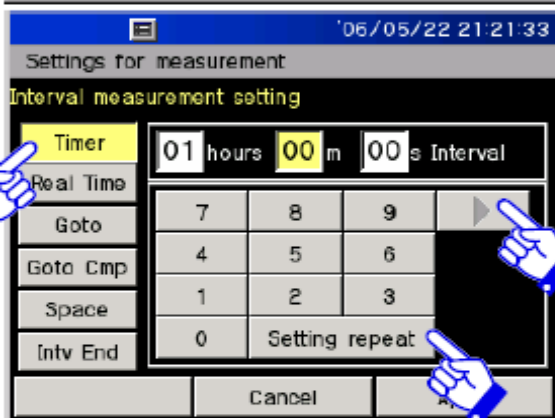 '06/05/22 21:21:33
Settings for measurement
Interval measurement setting
Timer
01 hours 00 m 00 s Interval
Real Time
Goto
Goto Cmp
Space
Intv End
7 8 9
4 5 6
1 2 3
0 Setting repeat
Cancel